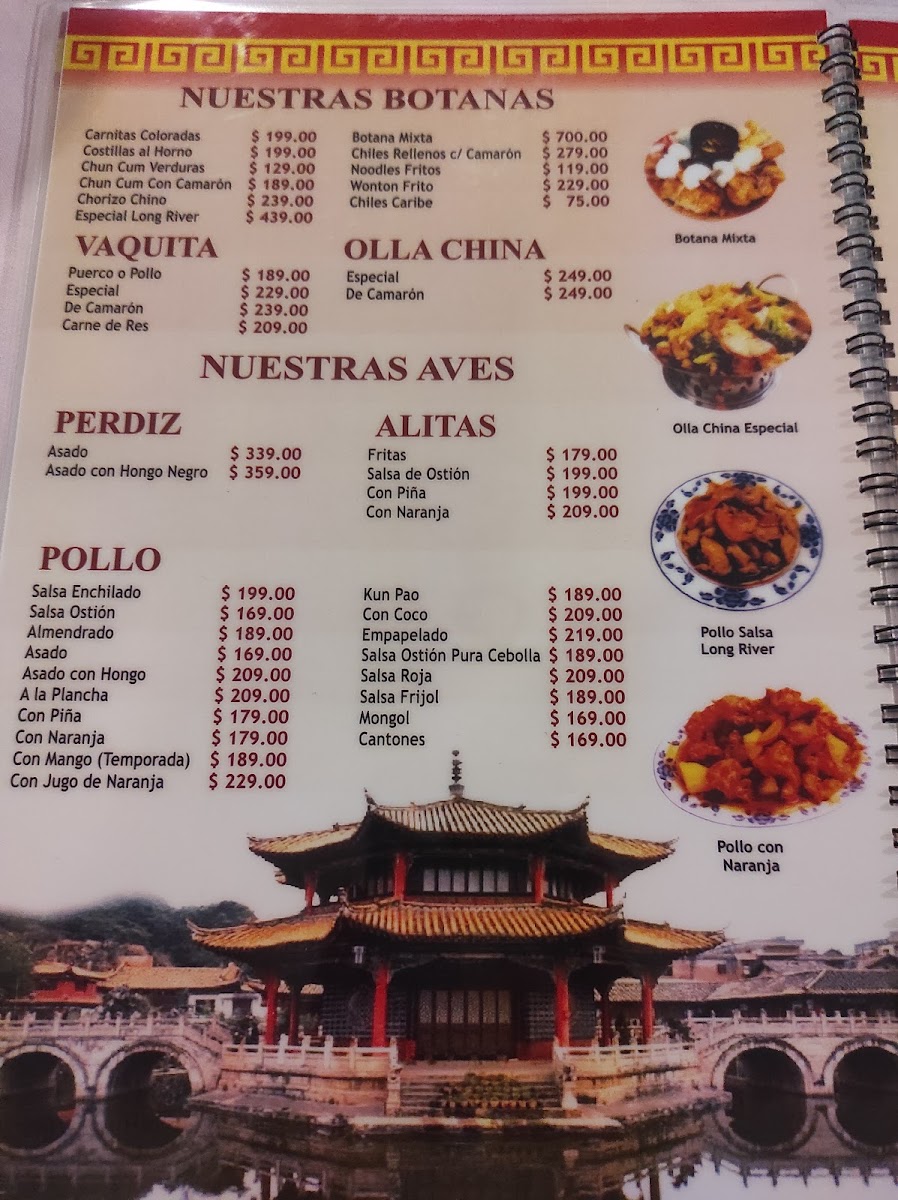 NUESTRAS BOTANAS
Carnitas Coloradas $ 199.00
Costillas al Horno $ 199.00
Chun Cum Verduras $ 129.00
Chun Cum Con Camarón $ 189.00
Chorizo Chino $ 239.00
Especial Long River $ 439.00
Botana Mixta $ 700.00
Chiles Rellenos c/ Camarón $ 279.00
Noodles Fritos $ 119.00
Wonton Frito $ 229.00
Chiles Caribe $ 75.00
Botana Mixta
VAQUITA
Puerco o Pollo $ 189.00
Especial $ 229.00
De Camarón $ 239.00
Carne de Res $ 209.00
OLLA CHINA
Especial $ 249.00
De Camarón $ 249.00
Olla China Especial
NUESTRAS AVES
PERDIZ
Asado $ 339.00
Asado con Hongo Negro $ 359.00
ALITAS
Fritas $ 179.00
Salsa de Ostión $ 199.00
Con Piña $ 199.00
Con Naranja $ 209.00
POLLO
Salsa Enchilado $ 199.00
Salsa Ostión $ 169.00
Almendrado $ 189.00
Asado $ 169.00
Asado con Hongo $ 209.00
A la Plancha $ 209.00
Con Piña $ 179.00
Con Naranja $ 179.00
Con Mango (Temporada) $ 189.00
Con Jugo de Naranja $ 229.00
Kun Pao $ 189.00
Con Coco $ 209.00
Empapelado $ 219.00
Salsa Ostión Pura Cebolla $ 189.00
Salsa Roja $ 209.00
Salsa Frijol $ 189.00
Mongol $ 169.00
Cantones $ 169.00
Pollo Salsa
Long River
Pollo con
Naranja